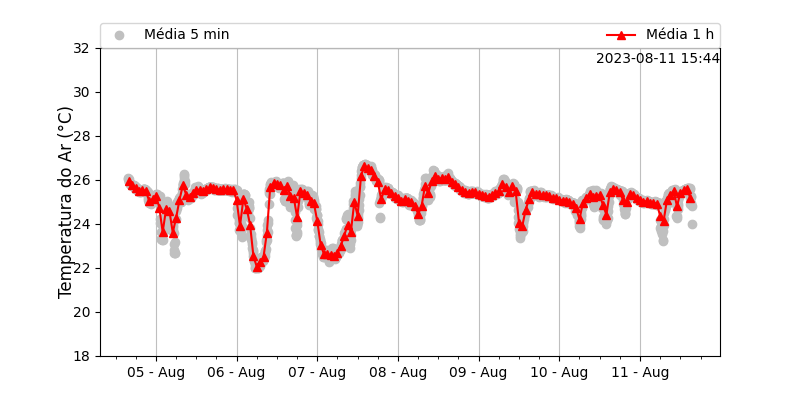 Média 5 min
Média 1 h
2023-08-11 15:44
Temperatura do Ar (°C)
32
30
28
26
24
22
20
18
05 - Aug
06 - Aug
07 - Aug
08 - Aug
09 - Aug
10 - Aug
11 - Aug